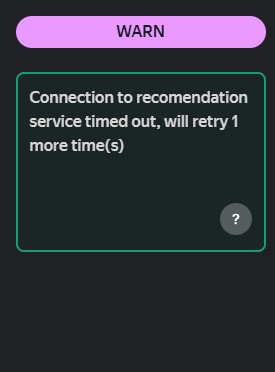 WARN
Connection to recomendation
service timed out, will retry 1
more time(s)
?